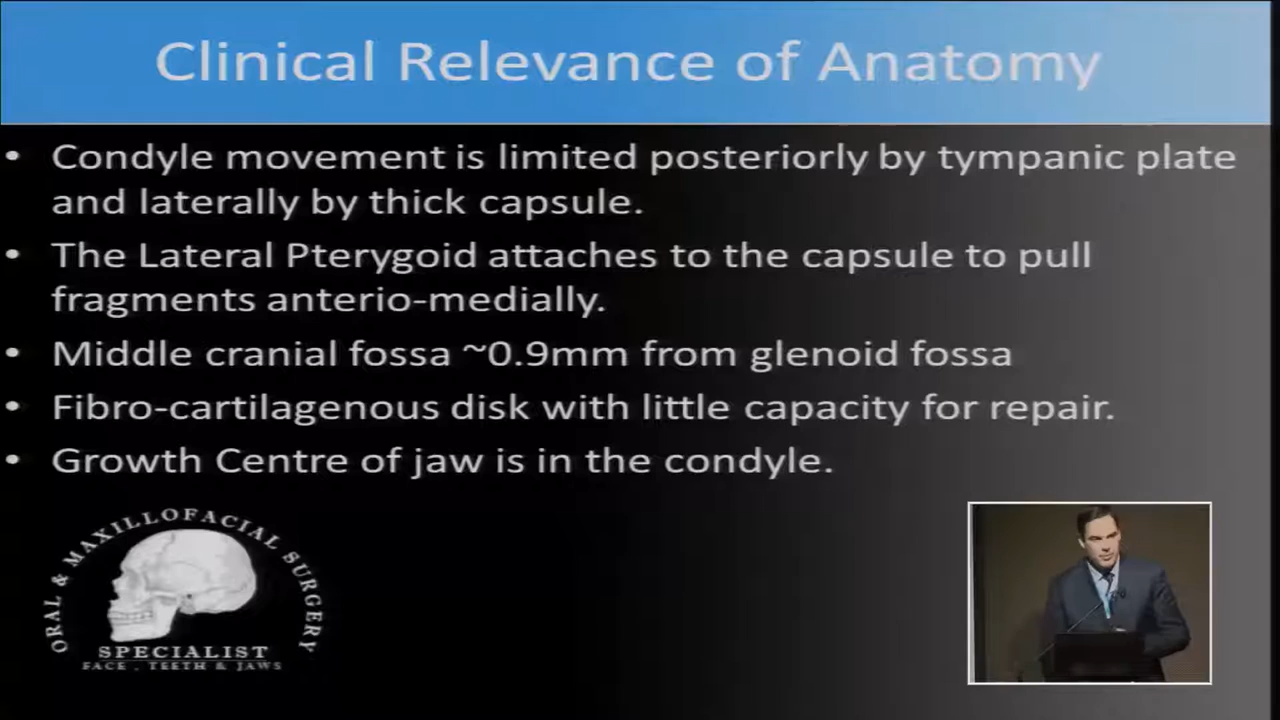 Clinical Relevance of Anatomy
• Condyle movement is limited posteriorly by tympanic plate
and laterally by thick capsule.
• The Lateral Pterygoid attaches to the capsule to pull
fragments anterio-medially.
• Middle cranial fossa ~0.9mm from glenoid fossa
• Fibro-cartilagenous disk with little capacity for repair.
• Growth Centre of jaw is in the condyle.
ORAL & MAXILLOFACIAL SURGERY
SPECIALIST
FACE . TEETH & JAWS